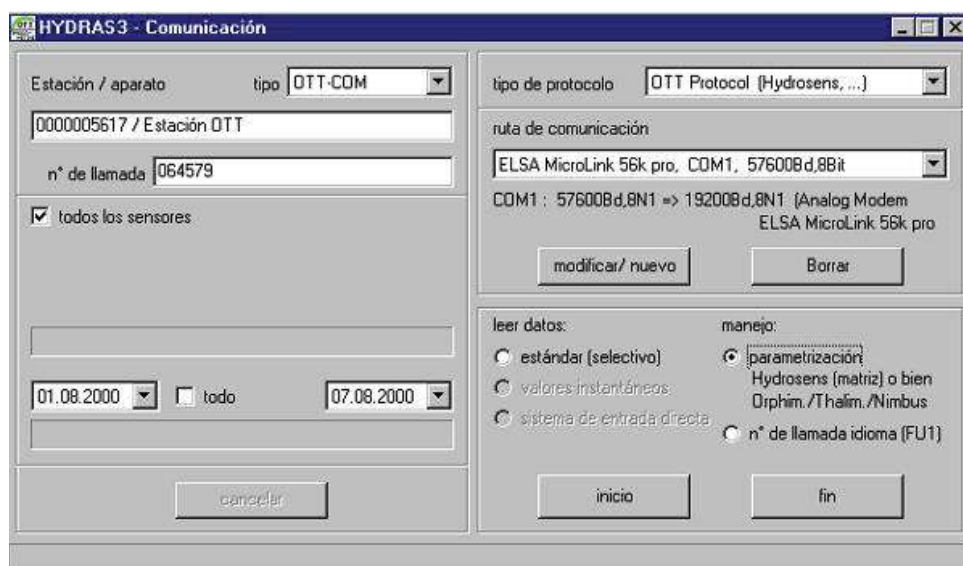 HYDRAS3 - Comunicación
Estación / aparato tipo OTT-COM
0000005617 / Estación OTT
n° de llamada 064579
todos los sensores
01.08.2000 todo 07.08.2000
cancelar
tipo de protocolo OTT Protocol (Hydrosens, ...)
ruta de comunicación
ELSA MicroLink 56k pro, COM1, 57600Bd,8Bit
COM1 : 57600Bd,8N1 => 19200Bd,8N1 (Analog Modem
ELSA MicroLink 56k pro
modificar/ nuevo Borrar
leer datos:
estándar (selectivo)
valores instantáneos
sistema de entrada directa
manejo:
parametrización
Hydrosens (matriz) o bien
Orphim./Thalim./Nimbus
n° de llamada idioma (FU1)
inicio fin